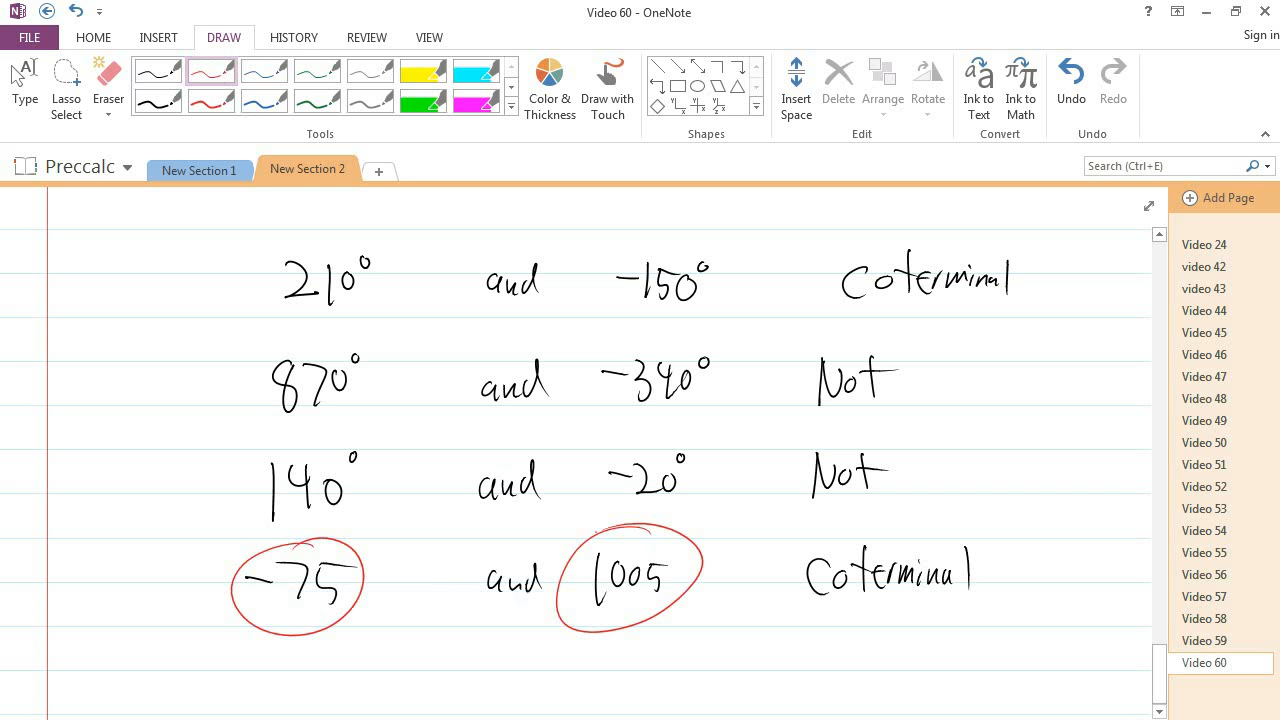 Video 60 - OneNote
Sign in
FILE HOME INSERT DRAW HISTORY REVIEW VIEW
Type
Lasso Select
Eraser
Color & Thickness
Draw with Touch
Insert Space
Delete
Arrange
Rotate
Ink to Text
Ink to Math
Undo
Redo
Tools
Shapes
Edit
Convert
Undo
Preccalc
New Section 1
New Section 2
Search (Ctrl+E)
210° and -150° Coterminal
870° and -340° Not
140° and -20° Not
-75 and 1005 Coterminal
Add Page
Video 24
video 42
video 43
Video 44
Video 45
Video 46
Video 47
Video 48
Video 49
Video 50
Video 51
Video 52
Video 53
Video 54
Video 55
Video 56
Video 57
Video 58
Video 59
Video 60